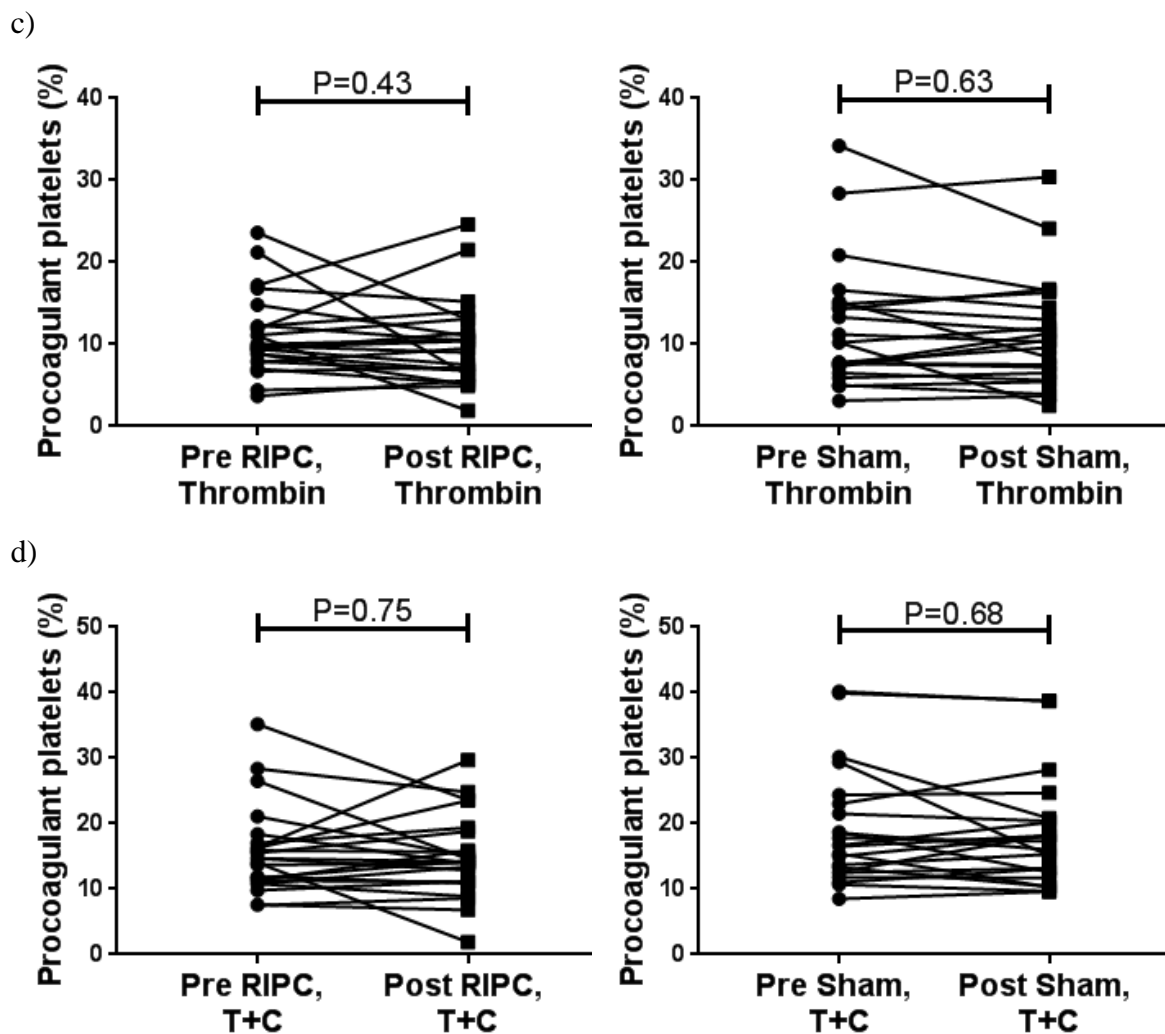 c)
P=0.43
Procoagulant platelets (%)
40
30
20
10
0
Pre RIPC, Post RIPC,
Thrombin Thrombin
P=0.63
Procoagulant platelets (%)
40
30
20
10
0
Pre Sham, Post Sham,
Thrombin Thrombin
d)
P=0.75
Procoagulant platelets (%)
50
40
30
20
10
0
Pre RIPC, Post RIPC,
T+C T+C
P=0.68
Procoagulant platelets (%)
50
40
30
20
10
0
Pre Sham, Post Sham,
T+C T+C